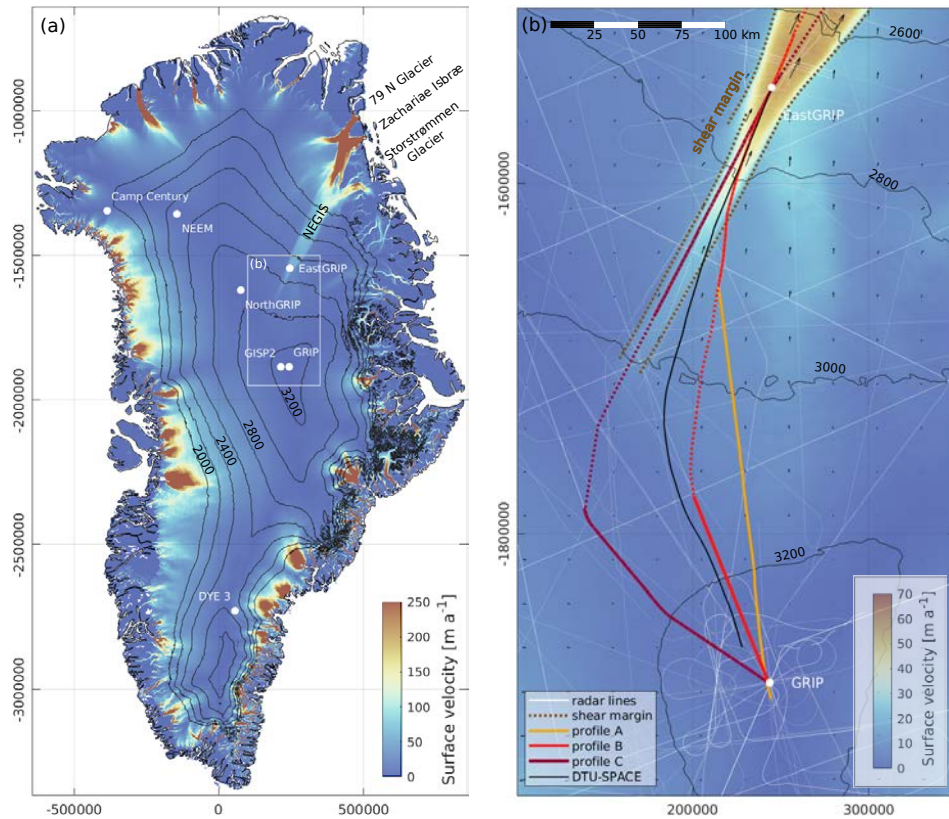 (a)
79 N Glacier
Zachariae Isbræ
Storstrømmen
Glacier
-1000000
-1500000
-2000000
-2500000
-3000000
Camp Century
NEEM
NEGIS
(b)
EastGRIP
NorthGRIP
GISP2
GRIP
3200
2800
2400
2000
DYE 3
250
200
150
100
50
0
Surface velocity [m a⁻¹]
-500000
0
500000
(b)
25
50
75
100 km
2600
shear margin
EastGRIP
2800
-1600000
3000
-1800000
3200
GRIP
radar lines
shear margin
profile A
profile B
profile C
DTU-SPACE
70
60
50
40
30
20
10
0
Surface velocity [m a⁻¹]
200000
300000